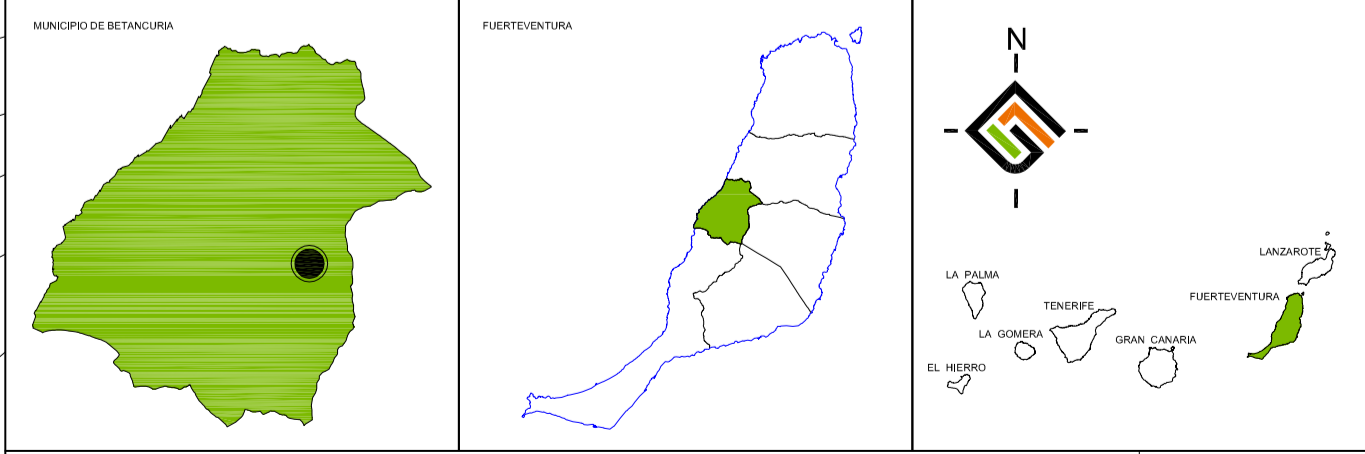 MUNICIPIO DE BETANCURIA
FUERTEVENTURA
N
LANZAROTE
LA PALMA
FUERTEVENTURA
TENERIFE
LA GOMERA
GRAN CANARIA
EL HIERRO